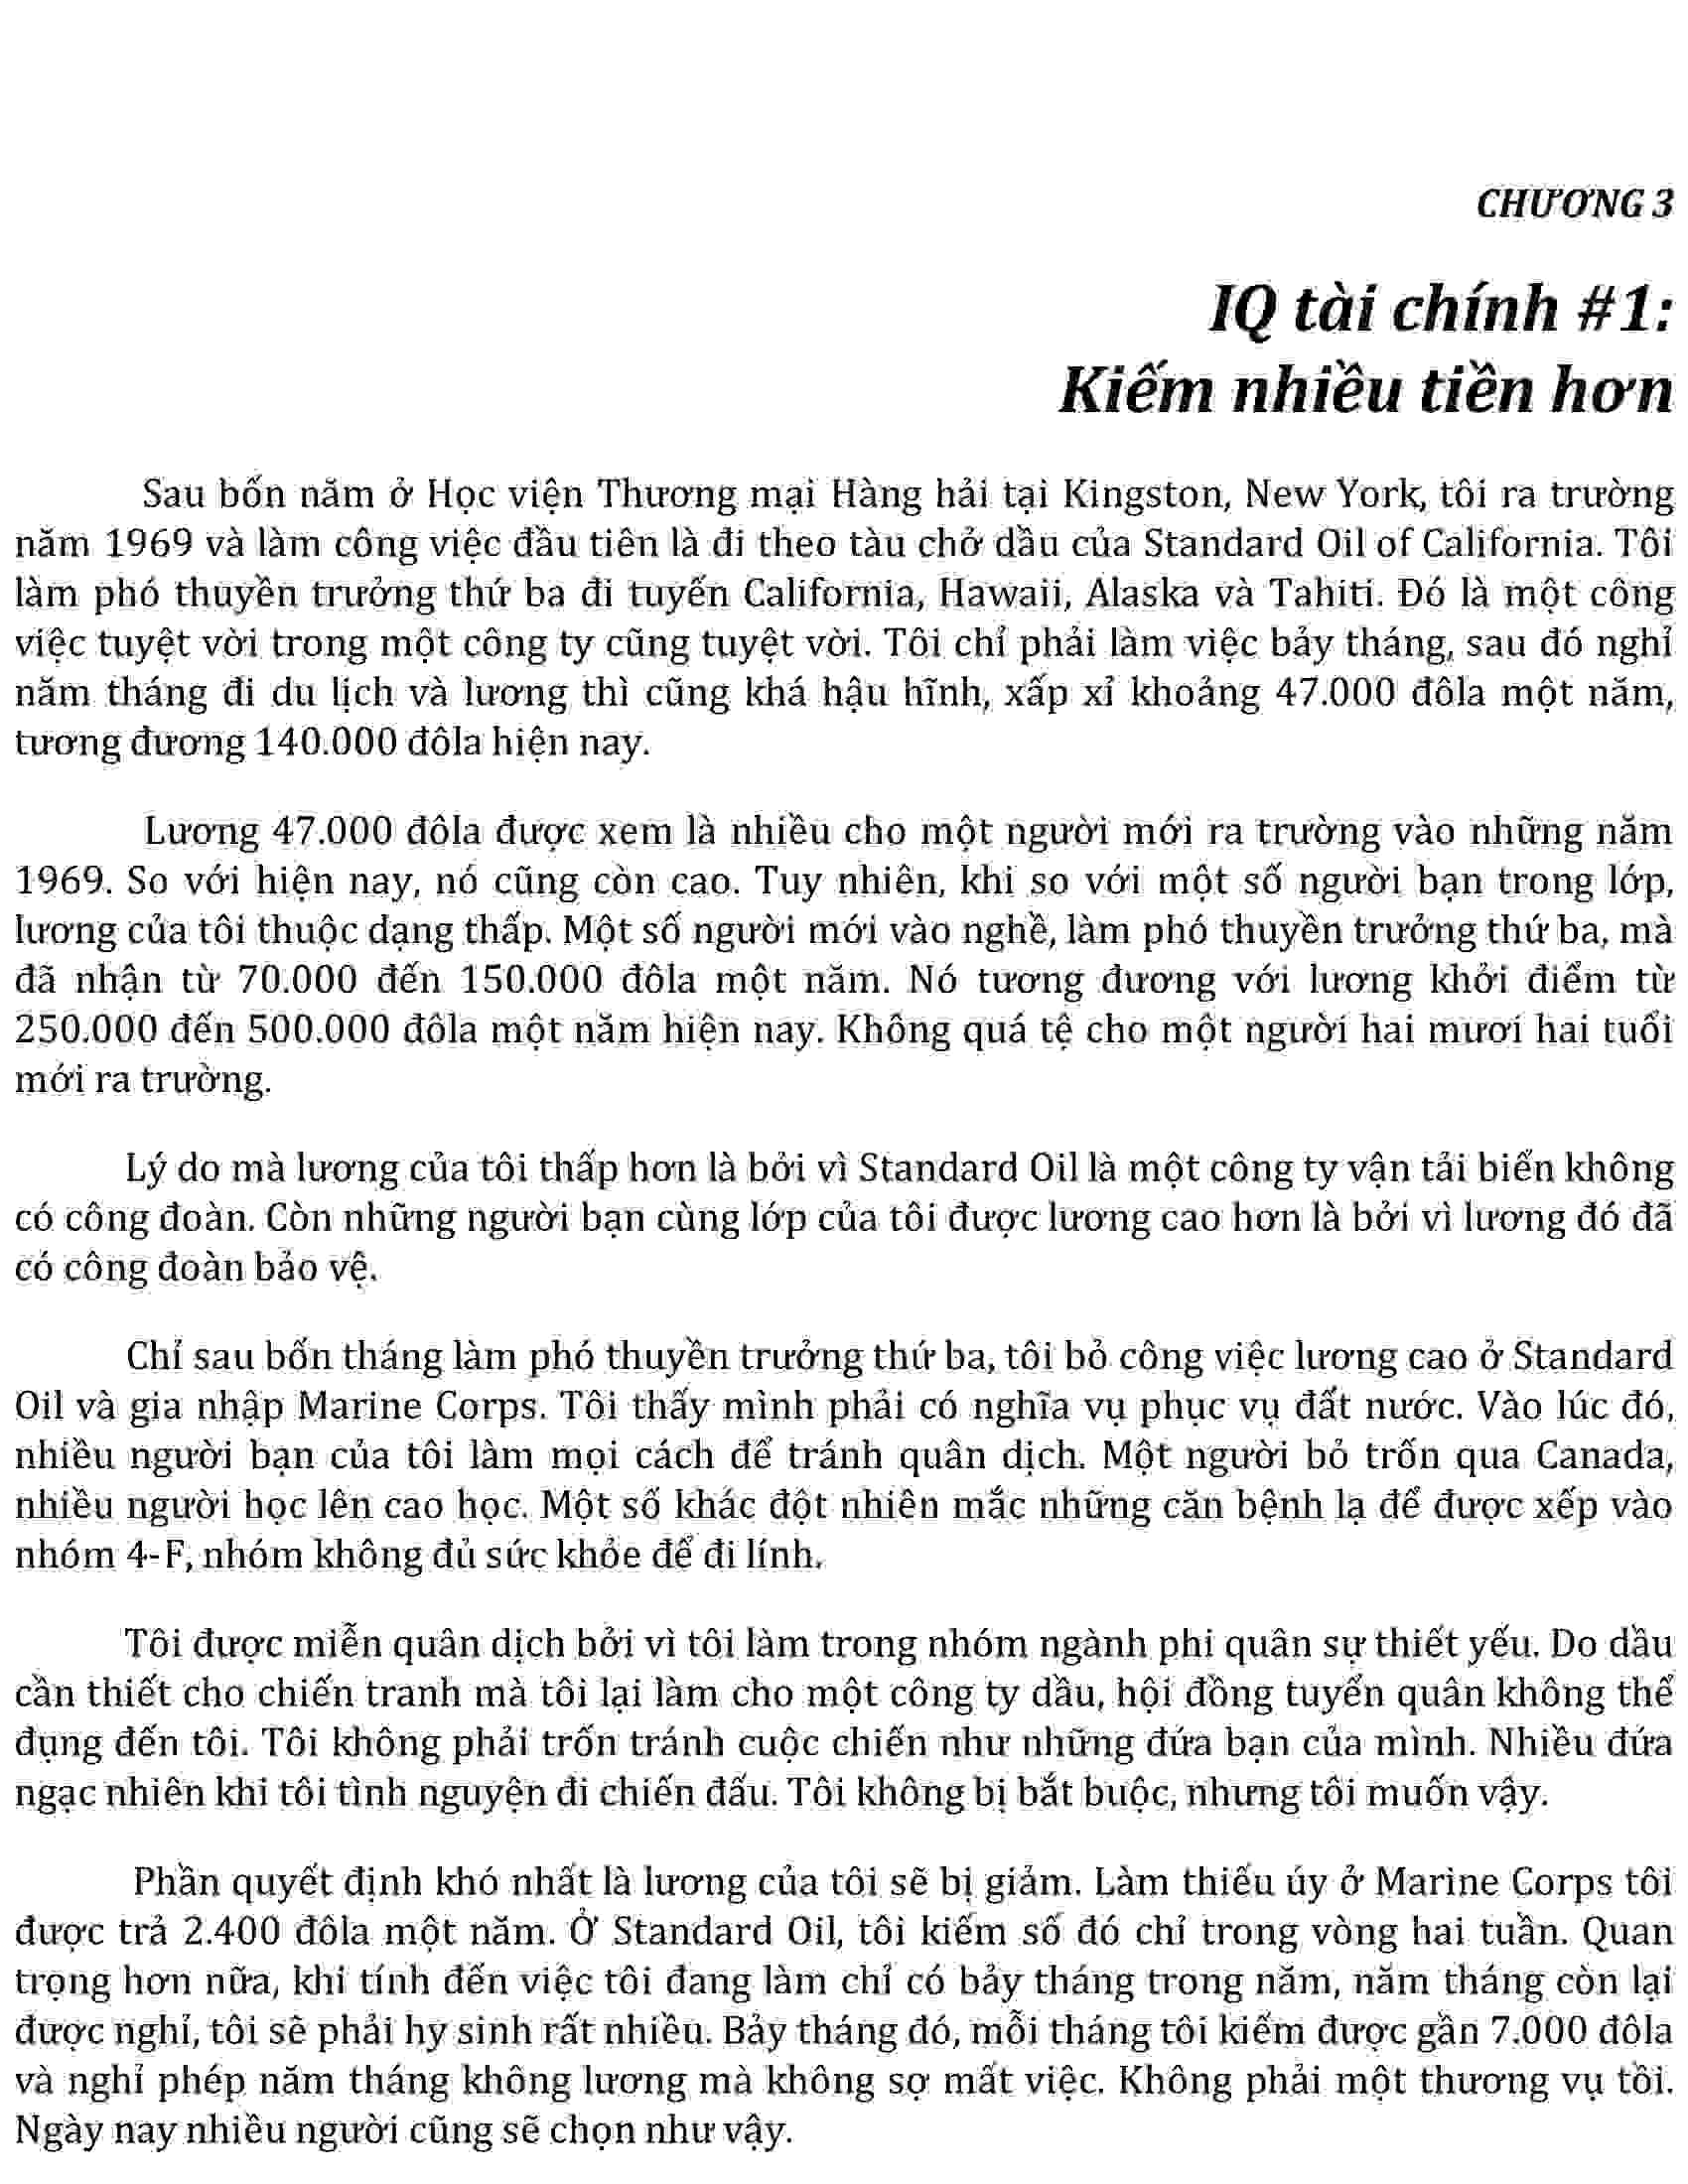 CHƯƠNG 3
IQ tài chính #1:
Kiếm nhiều tiền hơn
Sau bốn năm ở Học viện Thương mại Hàng hải tại Kingston, New York, tôi ra trường
năm 1969 và làm công việc đầu tiên là đi theo tàu chở dầu của Standard Oil of California. Tôi
làm phó thuyền trưởng thứ ba đi tuyến California, Hawaii, Alaska và Tahiti. Đó là một công
việc tuyệt vời trong một công ty cũng tuyệt vời. Tôi chỉ phải làm việc bảy tháng, sau đó nghỉ
năm tháng đi du lịch và lương thì cũng khá hậu hĩnh, xấp xỉ khoảng 47.000 đôla một năm,
tương đương 140.000 đôla hiện nay.
Lương 47.000 đôla được xem là nhiều cho một người mới ra trường vào những năm
1969. So với hiện nay, nó cũng còn cao. Tuy nhiên, khi so với một số người bạn trong lớp,
lương của tôi thuộc dạng thấp. Một số người mới vào nghề, làm phó thuyền trưởng thứ ba, mà
đã nhận từ 70.000 đến 150.000 đôla một năm. Nó tương đương với lương khởi điểm từ
250.000 đến 500.000 đôla một năm hiện nay. Không quá tệ cho một người hai mươi hai tuổi
mới ra trường.
Lý do mà lương của tôi thấp hơn là bởi vì Standard Oil là một công ty vận tải biển không
có công đoàn. Còn những người bạn cùng lớp của tôi được lương cao hơn là bởi vì lương đó đã
có công đoàn bảo vệ.
Chỉ sau bốn tháng làm phó thuyền trưởng thứ ba, tôi bỏ công việc lương cao ở Standard
Oil và gia nhập Marine Corps. Tôi thấy mình phải có nghĩa vụ phục vụ đất nước. Vào lúc đó,
nhiều người bạn của tôi làm mọi cách để tránh quân dịch. Một người bỏ trốn qua Canada,
nhiều người học lên cao học. Một số khác đột nhiên mắc những căn bệnh lạ để được xếp vào
nhóm 4-F, nhóm không đủ sức khỏe để đi lính.
Tôi được miễn quân dịch bởi vì tôi làm trong nhóm ngành phi quân sự thiết yếu. Do dầu
cần thiết cho chiến tranh mà tôi lại làm cho một công ty dầu, hội đồng tuyển quân không thể
đụng đến tôi. Tôi không phải trốn tránh cuộc chiến như những đứa bạn của mình. Nhiều đứa
ngạc nhiên khi tôi tình nguyện đi chiến đấu. Tôi không bị bắt buộc, nhưng tôi muốn vậy.
Phần quyết định khó nhất là lương của tôi sẽ bị giảm. Làm thiếu úy ở Marine Corps tôi
được trả 2.400 đôla một năm. Ở Standard Oil, tôi kiếm số đó chỉ trong vòng hai tuần. Quan
trọng hơn nữa, khi tính đến việc tôi đang làm chỉ có bảy tháng trong năm, năm tháng còn lại
được nghỉ, tôi sẽ phải hy sinh rất nhiều. Bảy tháng đó, mỗi tháng tôi kiếm được gần 7.000 đôla
và nghỉ phép năm tháng không lương mà không sợ mất việc. Không phải một thương vụ tồi.
Ngày nay nhiều người cũng sẽ chọn như vậy.